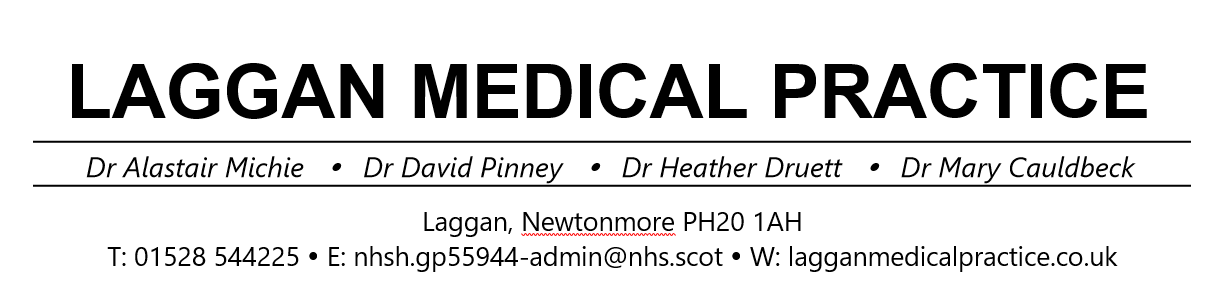 LAGGAN MEDICAL PRACTICE
Dr Alastair Michie • Dr David Pinney • Dr Heather Druett • Dr Mary Cauldbeck
Laggan, Newtonmore PH20 1AH
T: 01528 544225 • E: nhsh.gp55944-admin@nhs.scot • W: lagganmedicalpractice.co.uk